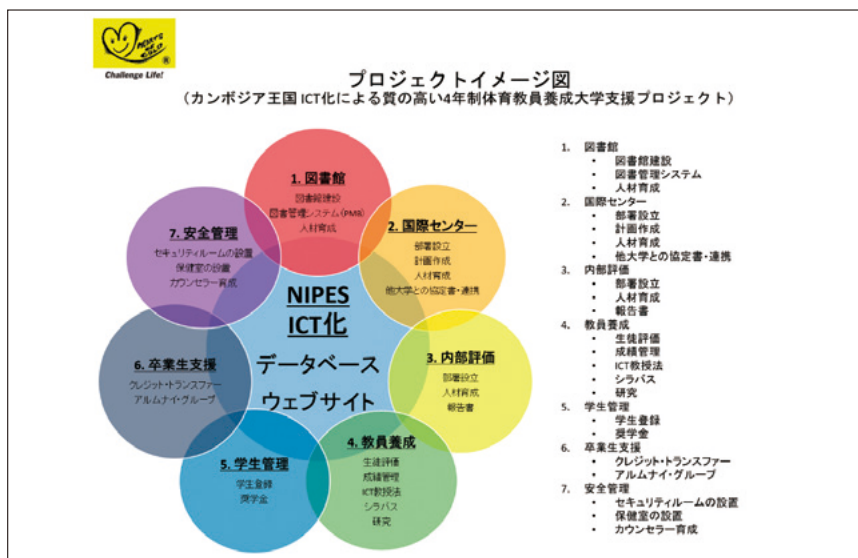 HEARTS OF GOLD
®
Challenge Life!
プロジェクトイメージ図
(カンボジア王国 ICT化による質の高い4年制体育教員養成大学支援プロジェクト)
1. 図書館
図書館建設
図書管理システム(PMB)
人材育成
2. 国際センター
部署設立
計画作成
人材育成
他大学との協定書・連携
3. 内部評価
部署設立
人材育成
報告書
4. 教員養成
生徒評価
成績管理
ICT教授法
シラバス
研究
5. 学生管理
学生登録
奨学金
6. 卒業生支援
クレジット・トランスファー
アルムナイ・グループ
7. 安全管理
セキュリティルームの設置
保健室の設置
カウンセラー育成
NIPES
ICT化
データベース
ウェブサイト
1. 図書館
• 図書館建設
• 図書管理システム
• 人材育成
2. 国際センター
• 部署設立
• 計画作成
• 人材育成
• 他大学との協定書・連携
3. 内部評価
• 部署設立
• 人材育成
• 報告書
4. 教員養成
• 生徒評価
• 成績管理
• ICT教授法
• シラバス
• 研究
5. 学生管理
• 学生登録
• 奨学金
6. 卒業生支援
• クレジット・トランスファー
• アルムナイ・グループ
7. 安全管理
• セキュリティルームの設置
• 保健室の設置
• カウンセラー育成